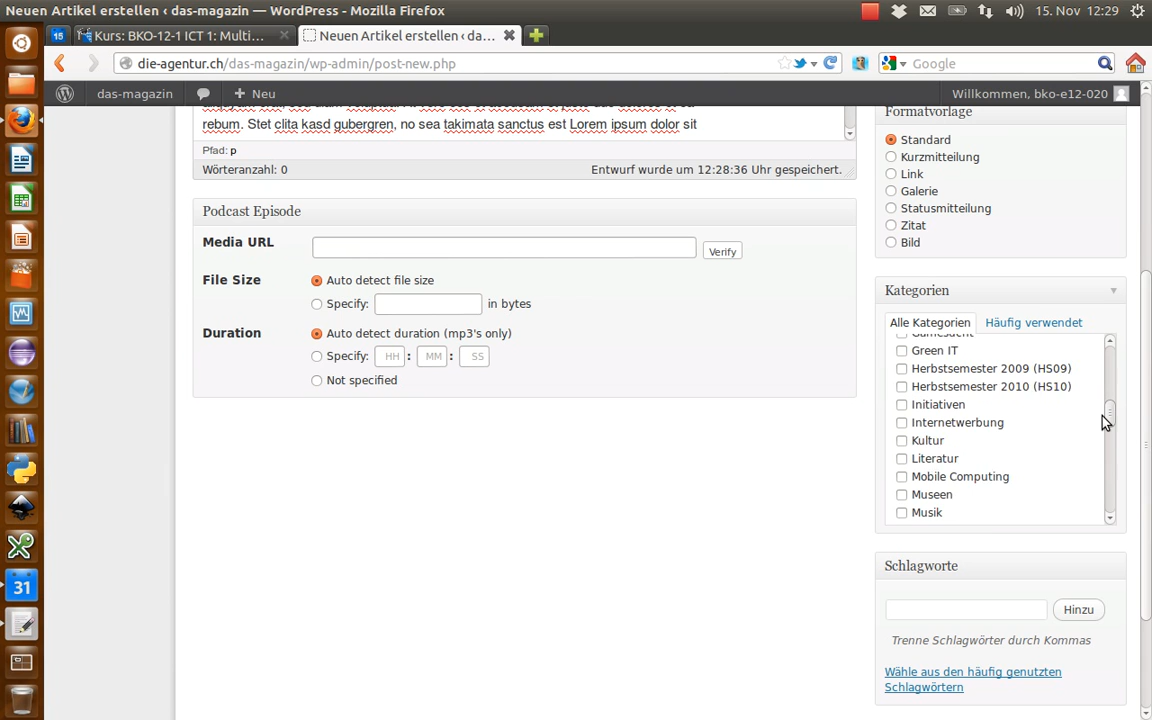 Neuen Artikel erstellen ‹ das-magazin — WordPress - Mozilla Firefox
15. Nov 12:29
15
Kurs: BKO-12-1 ICT 1: Multi...
Neuen Artikel erstellen ‹ da...
die-agentur.ch/das-magazin/wp-admin/post-new.php
Google
das-magazin
Neu
Willkommen, bko-e12-020
rebum. Stet clita kasd gubergren, no sea takimata sanctus est Lorem ipsum dolor sit
Pfad: p
Wörteranzahl: 0
Entwurf wurde um 12:28:36 Uhr gespeichert.
Podcast Episode
Media URL
Verify
File Size
Auto detect file size
Specify:
in bytes
Duration
Auto detect duration (mp3's only)
Specify:
HH : MM : SS
Not specified
Formatvorlage
Standard
Kurzmitteilung
Link
Galerie
Statusmitteilung
Zitat
Bild
Kategorien
Alle Kategorien
Häufig verwendet
Green IT
Herbstsemester 2009 (HS09)
Herbstsemester 2010 (HS10)
Initiativen
Internetwerbung
Kultur
Literatur
Mobile Computing
Museen
Musik
Schlagworte
Hinzu
Trenne Schlagwörter durch Kommas
Wähle aus den häufig genutzten
Schlagwörtern
31